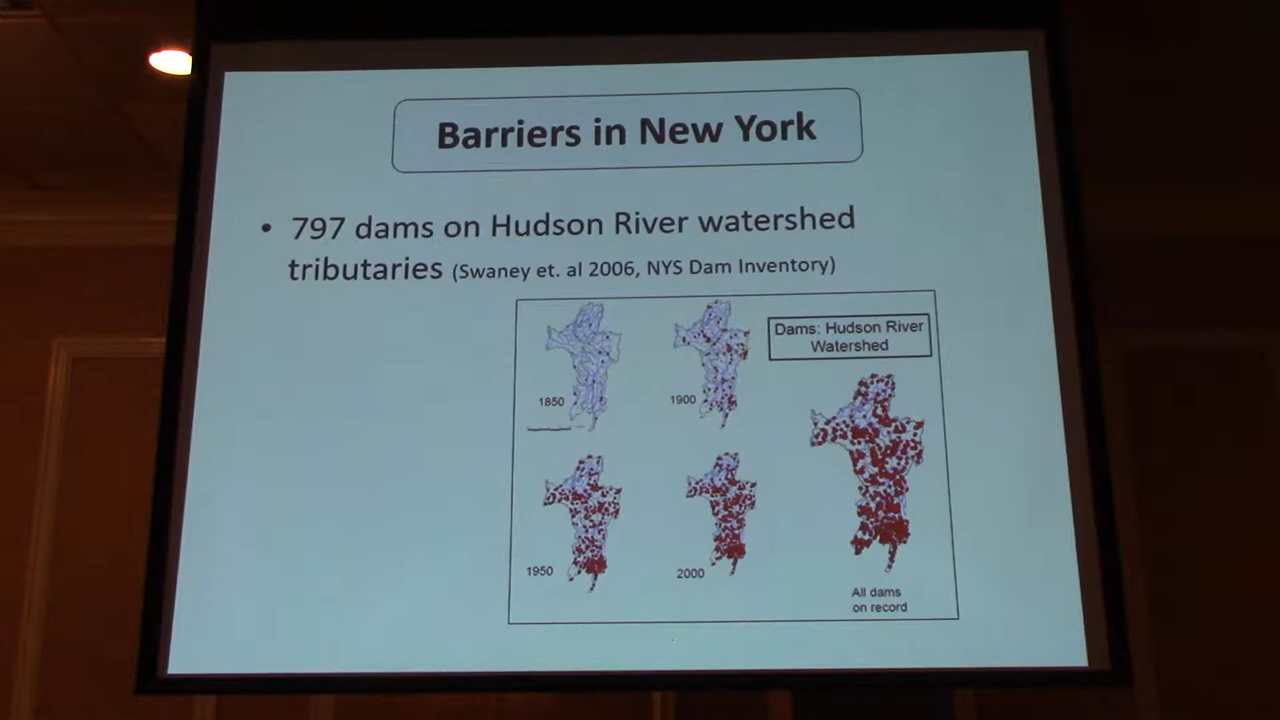 Barriers in New York
• 797 dams on Hudson River watershed
tributaries (Swaney et. al 2006, NYS Dam Inventory)
Dams: Hudson River
Watershed
1850
1900
1950
2000
All dams
on record